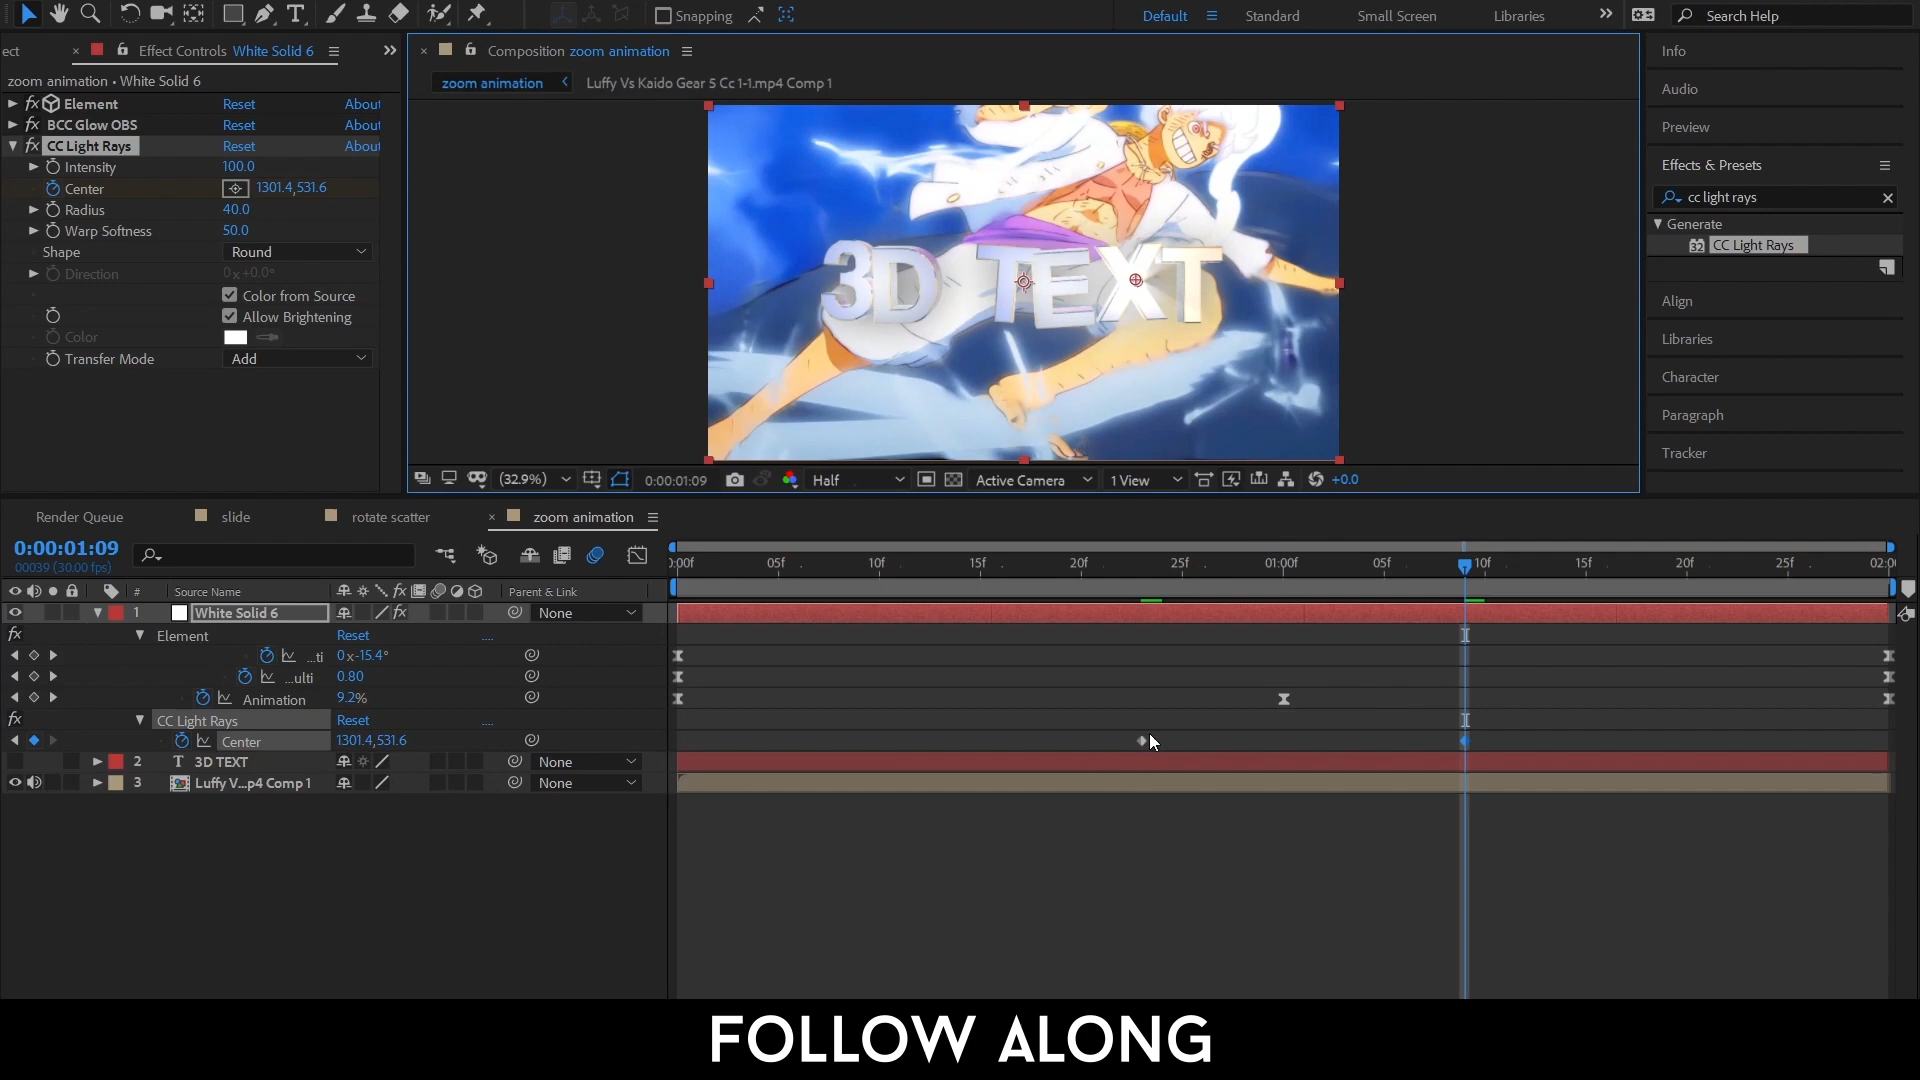 Snapping
Default
Standard
Small Screen
Libraries
Search Help
ect
Effect Controls White Solid 6
Composition zoom animation
Info
zoom animation • White Solid 6
zoom animation
Luffy Vs Kaido Gear 5 Cc 1-1.mp4 Comp 1
Audio
Element Reset About
BCC Glow OBS Reset About
Preview
CC Light Rays Reset About
Intensity 100.0
Effects & Presets
Center 1301.4,531.6
cc light rays
Radius 40.0
Generate
Warp Softness 50.0
32 CC Light Rays
Shape Round
Direction 0x+0.0°
3D TEXT
Color from Source
Align
Allow Brightening
Color
Libraries
Transfer Mode Add
Character
Paragraph
Tracker
(32.9%) 0:00:01:09 Half Active Camera 1 View +0.0
Render Queue
slide
rotate scatter
zoom animation
0:00:01:09
00039 (30.00 fps)
0:00f 05f 10f 15f 20f 25f 01:00f 05f 10f 15f 20f 25f 02:0
# Source Name fx Parent & Link
1 White Solid 6 fx None
fx Element Reset ....
...ti 0x-15.4°
...ulti 0.80
Animation 9.2%
fx CC Light Rays Reset ....
Center 1301.4,531.6
2 T 3D TEXT None
3 Luffy V...p4 Comp 1 None
FOLLOW ALONG